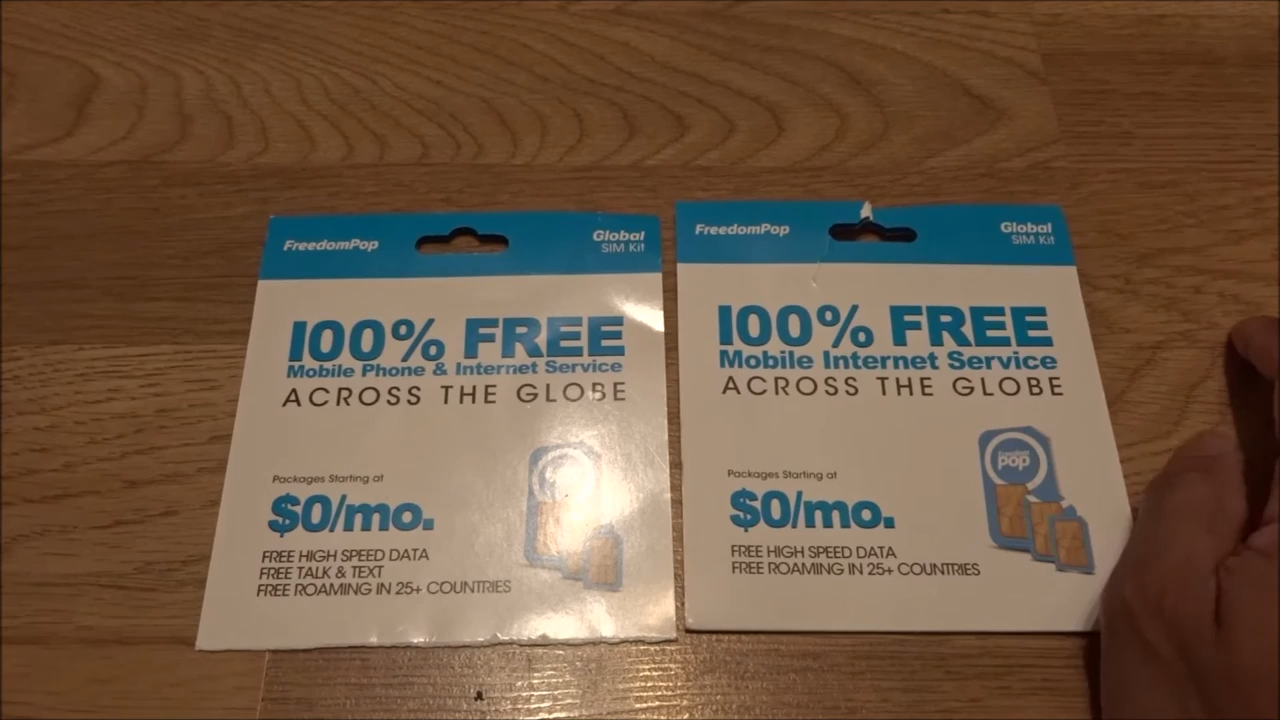 FreedomPop
Global
SIM Kit
100% FREE
Mobile Phone & Internet Service
ACROSS THE GLOBE
Packages Starting at
$0/mo.
FREE HIGH SPEED DATA
FREE TALK & TEXT
FREE ROAMING IN 25+ COUNTRIES
FreedomPop
Global
SIM Kit
100% FREE
Mobile Internet Service
ACROSS THE GLOBE
Packages Starting at
$0/mo.
FREE HIGH SPEED DATA
FREE ROAMING IN 25+ COUNTRIES
freedom
pop